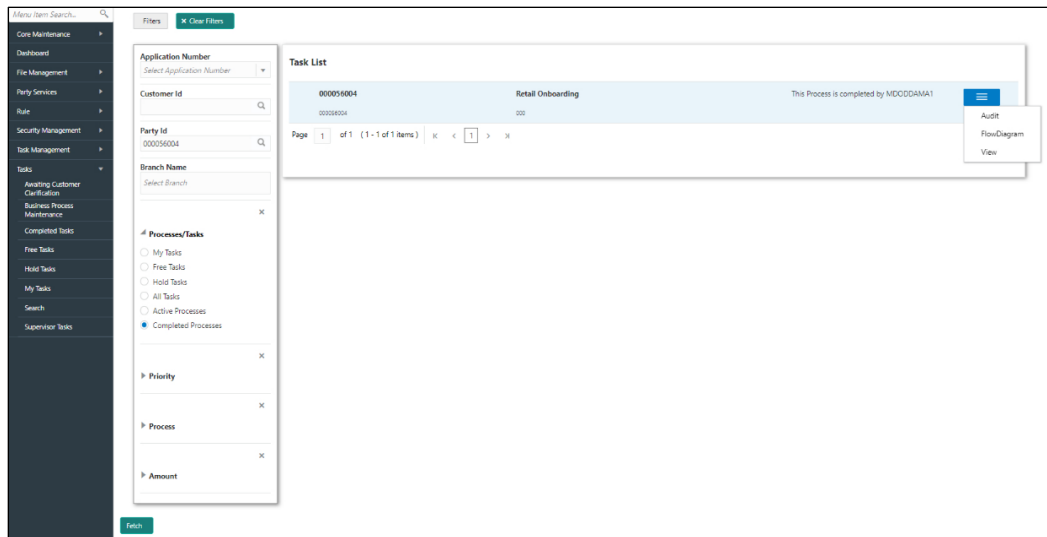 Menu Item Search...
Core Maintenance
Dashboard
File Management
Party Services
Rule
Security Management
Task Management
Tasks
Awaiting Customer
Clarification
Business Process
Maintenance
Completed Tasks
Free Tasks
Hold Tasks
My Tasks
Search
Supervisor Tasks
Filters
× Clear Filters
Application Number
Select Application Number
Customer Id
Party Id
000056004
Branch Name
Select Branch
Processes/Tasks
My Tasks
Free Tasks
Hold Tasks
All Tasks
Active Processes
Completed Processes
Priority
Process
Amount
Fetch
Task List
000056004 Retail Onboarding This Process is completed by MDODDAMA1
000056004 000
Page 1 of 1 (1 - 1 of 1 items) K < 1 > >|
Audit
FlowDiagram
View